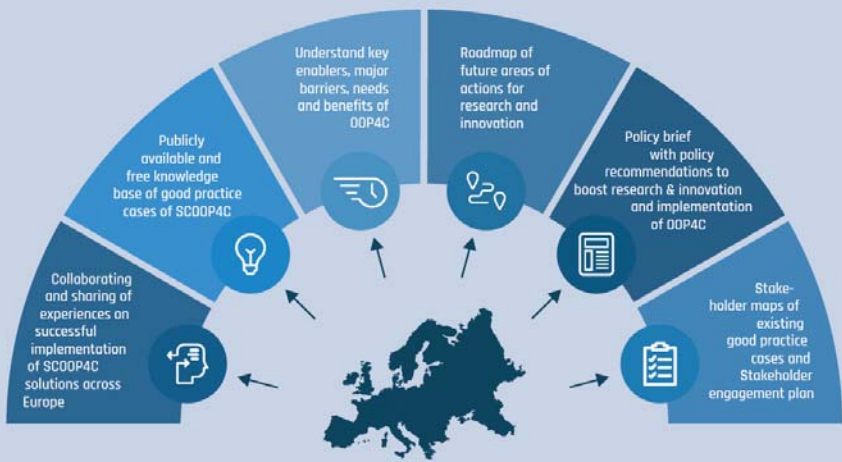 Collaborating
and sharing of
experiences on
successful
implementation
of SCOOP4C
solutions across
Europe
Publicly
available and
free knowledge
base of good practice
cases of SCOOP4C
Understand key
enablers, major
barriers, needs
and benefits of
OOP4C
Roadmap of
future areas of
actions for
research and
innovation
Policy brief
with policy
recommendations to
boost research & innovation
and implementation
of OOP4C
Stake-
holder maps of
existing
good practice
cases and
Stakeholder
engagement plan